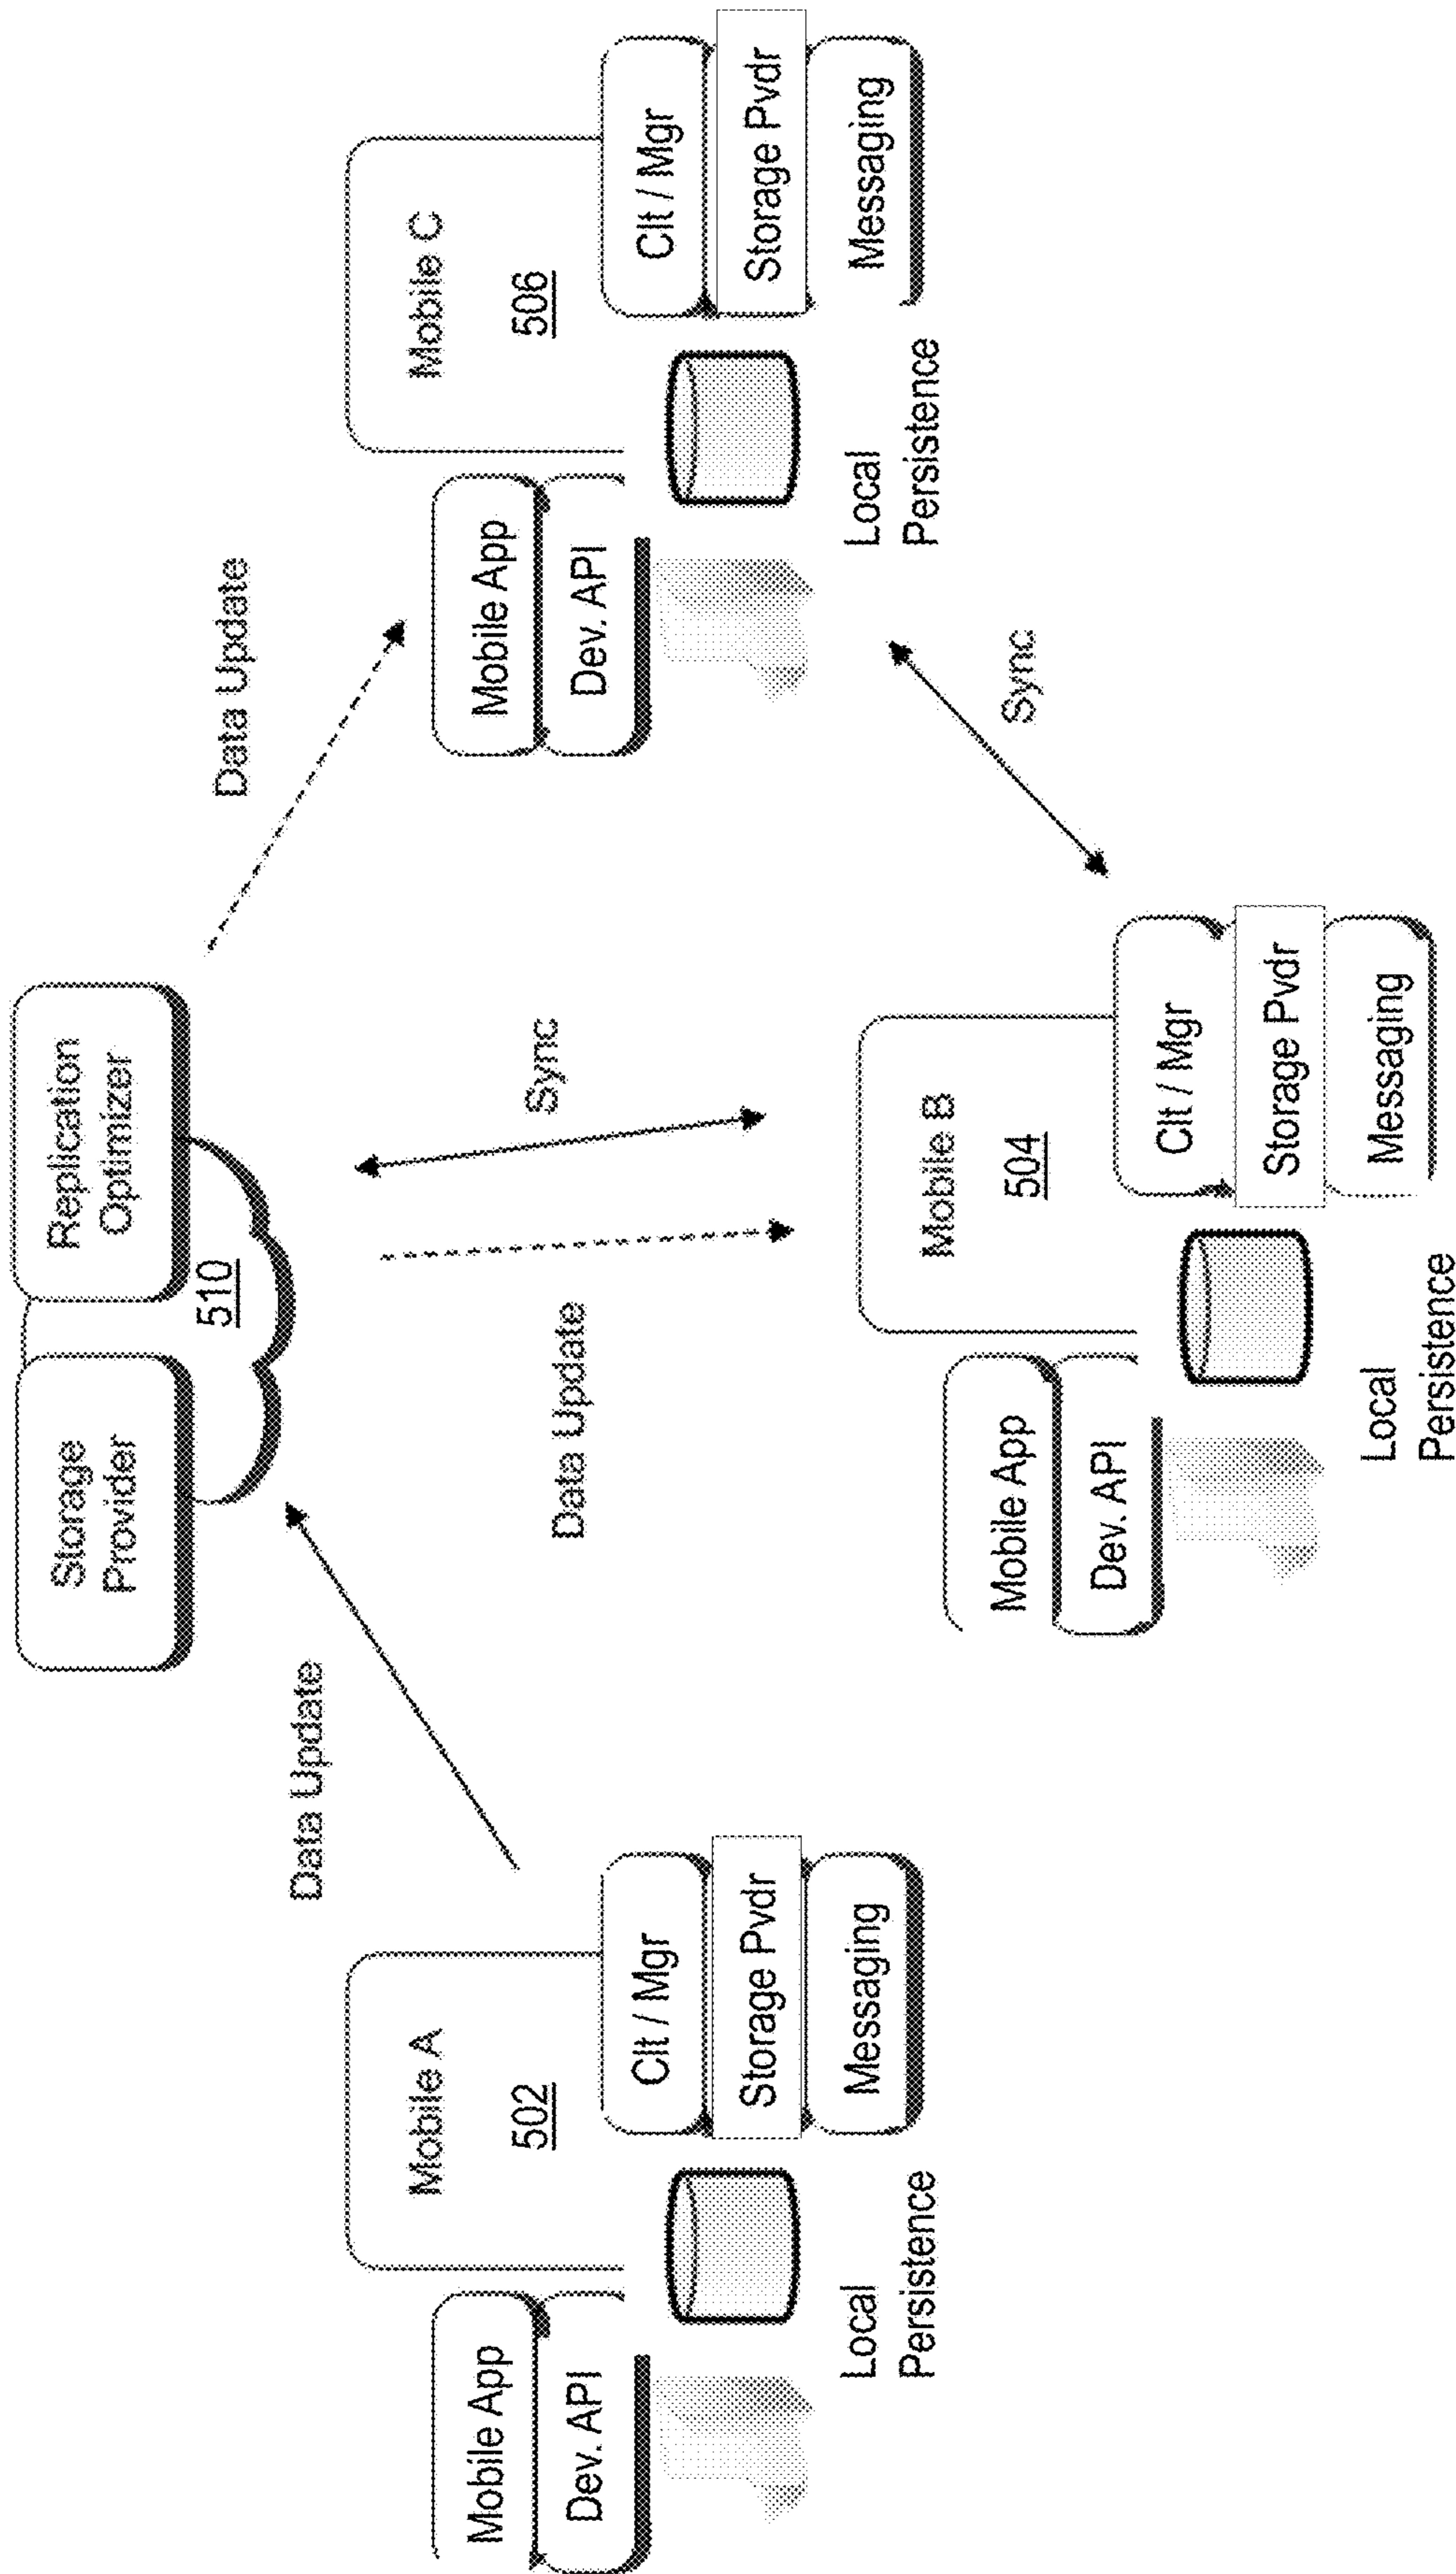 Storage
Provider
Replication
Optimizer
510
Data Update
Data Update
Sync
Data Update
Mobile A
502
Mobile App
Dev. API
Clt / Mgr
Storage Pvdr
Messaging
Local
Persistence
Mobile B
504
Mobile App
Dev. API
Clt / Mgr
Storage Pvdr
Messaging
Local
Persistence
Sync
Mobile C
506
Mobile App
Dev. API
Clt / Mgr
Storage Pvdr
Messaging
Local
Persistence